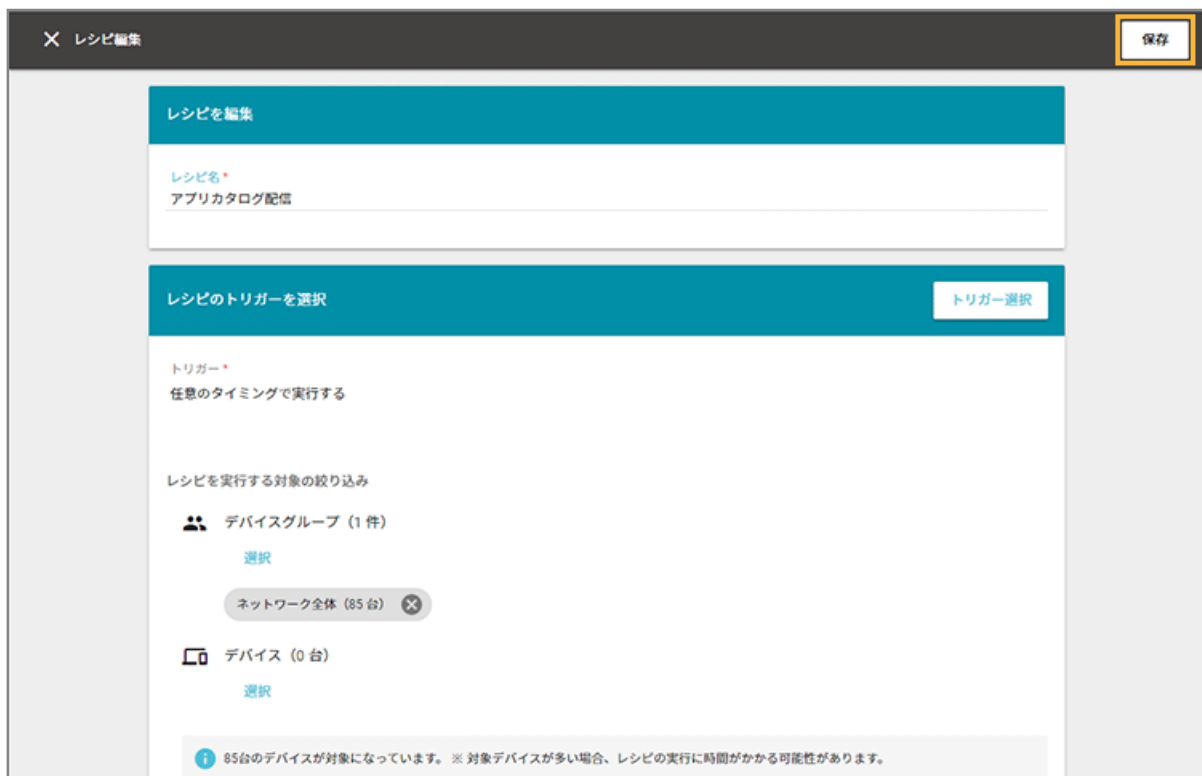 レシピ編集
保存
レシピを編集
レシピ名*
アプリカタログ配信
レシピのトリガーを選択
トリガー選択
トリガー*
任意のタイミングで実行する
レシピを実行する対象の絞り込み
デバイスグループ（1 件）
選択
ネットワーク全体（85 台）
デバイス（0 台）
選択
85台のデバイスが対象になっています。 ※ 対象デバイスが多い場合、レシピの実行に時間がかかる可能性があります。